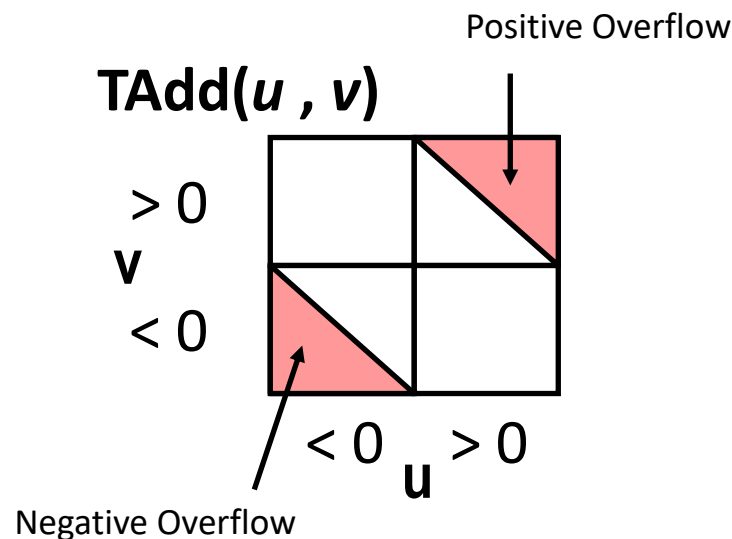 Positive Overflow
TAdd(u , v)
> 0
v
< 0
< 0 > 0
u
Negative Overflow